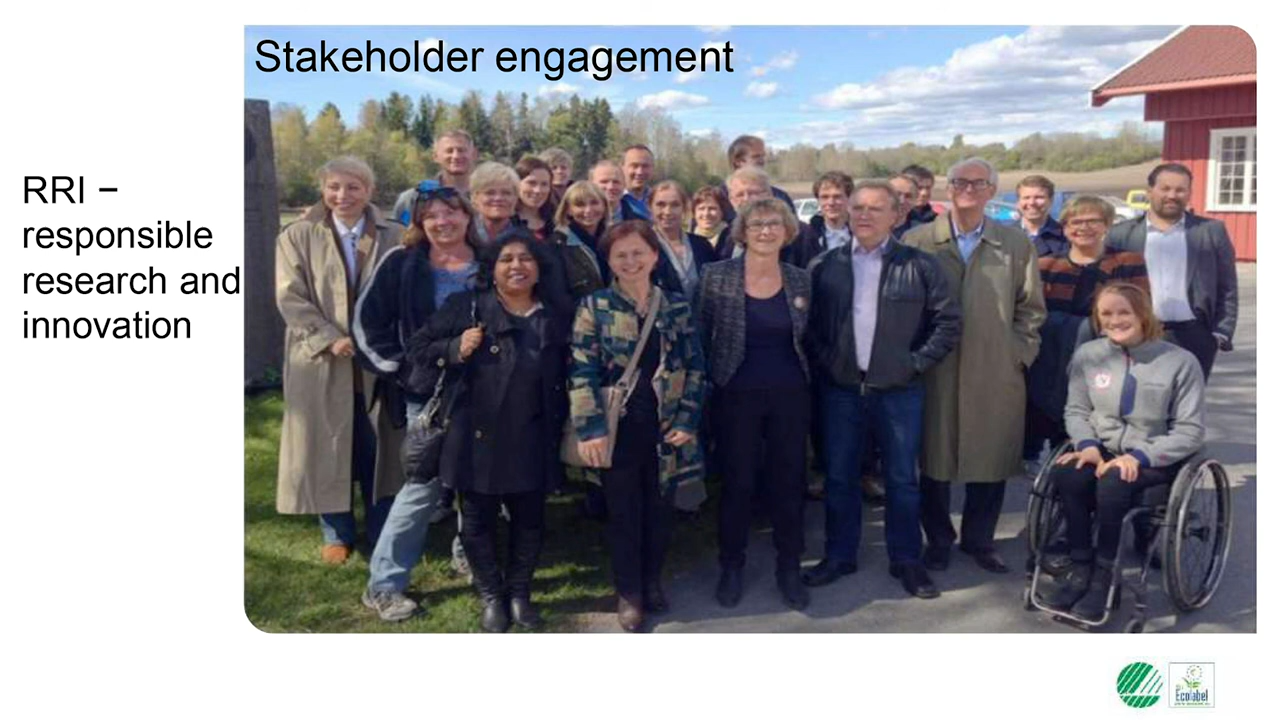 Stakeholder engagement
RRI –
responsible
research and
innovation
Ecolabel